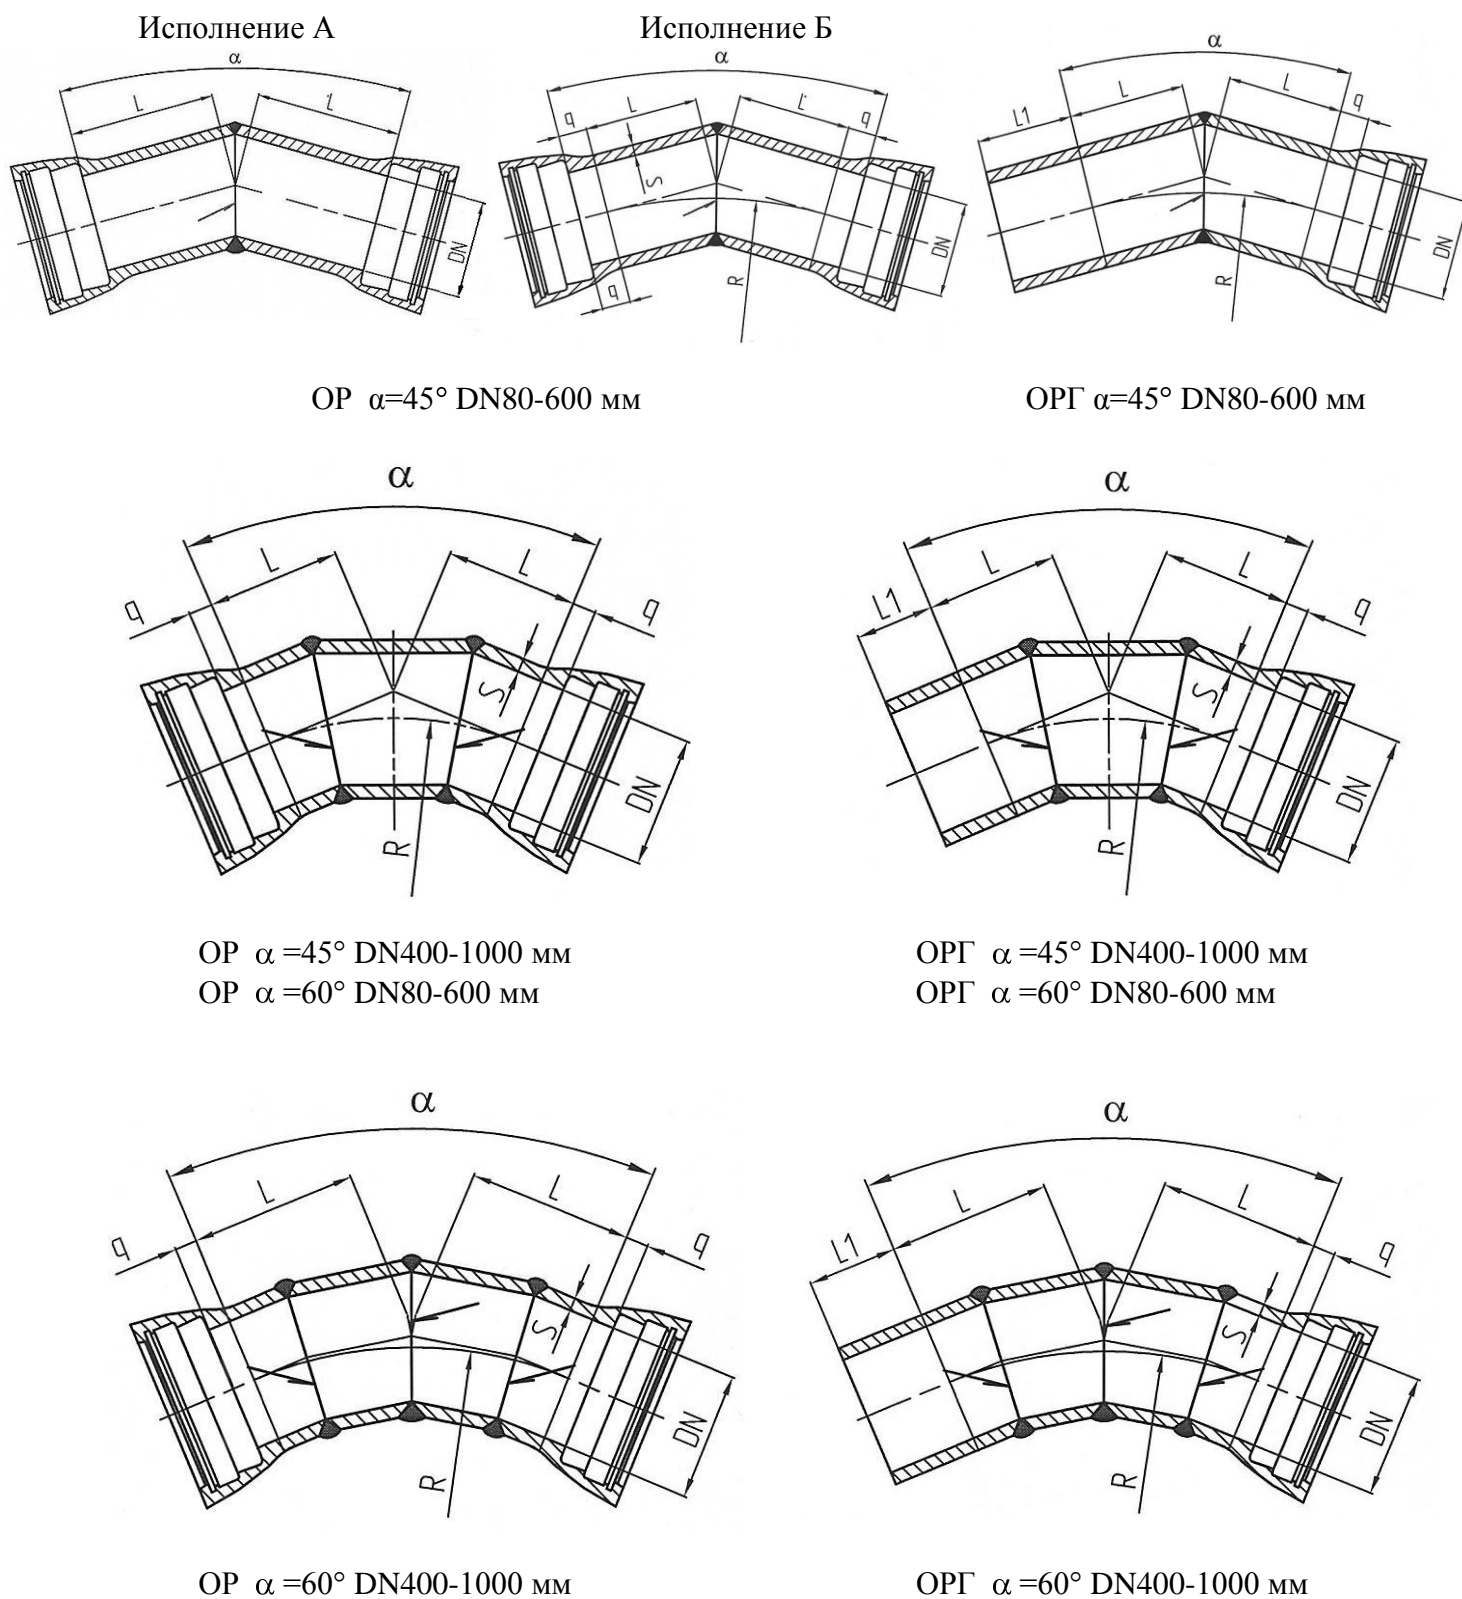 Исполнение А
Исполнение Б
α
L
L
DN
α
q
L
L
q
S
DN
q
R
α
L1
L
L
q
DN
R
ОР α=45° DN80-600 мм
ОРГ α=45° DN80-600 мм
α
L
L
q
q
S
DN
R
α
L1
L
L
q
S
DN
R
ОР α =45° DN400-1000 мм
ОР α =60° DN80-600 мм
ОРГ α =45° DN400-1000 мм
ОРГ α =60° DN80-600 мм
α
q
L
L
q
S
DN
R
α
L1
L
L
q
S
DN
R
ОР α =60° DN400-1000 мм
ОРГ α =60° DN400-1000 мм